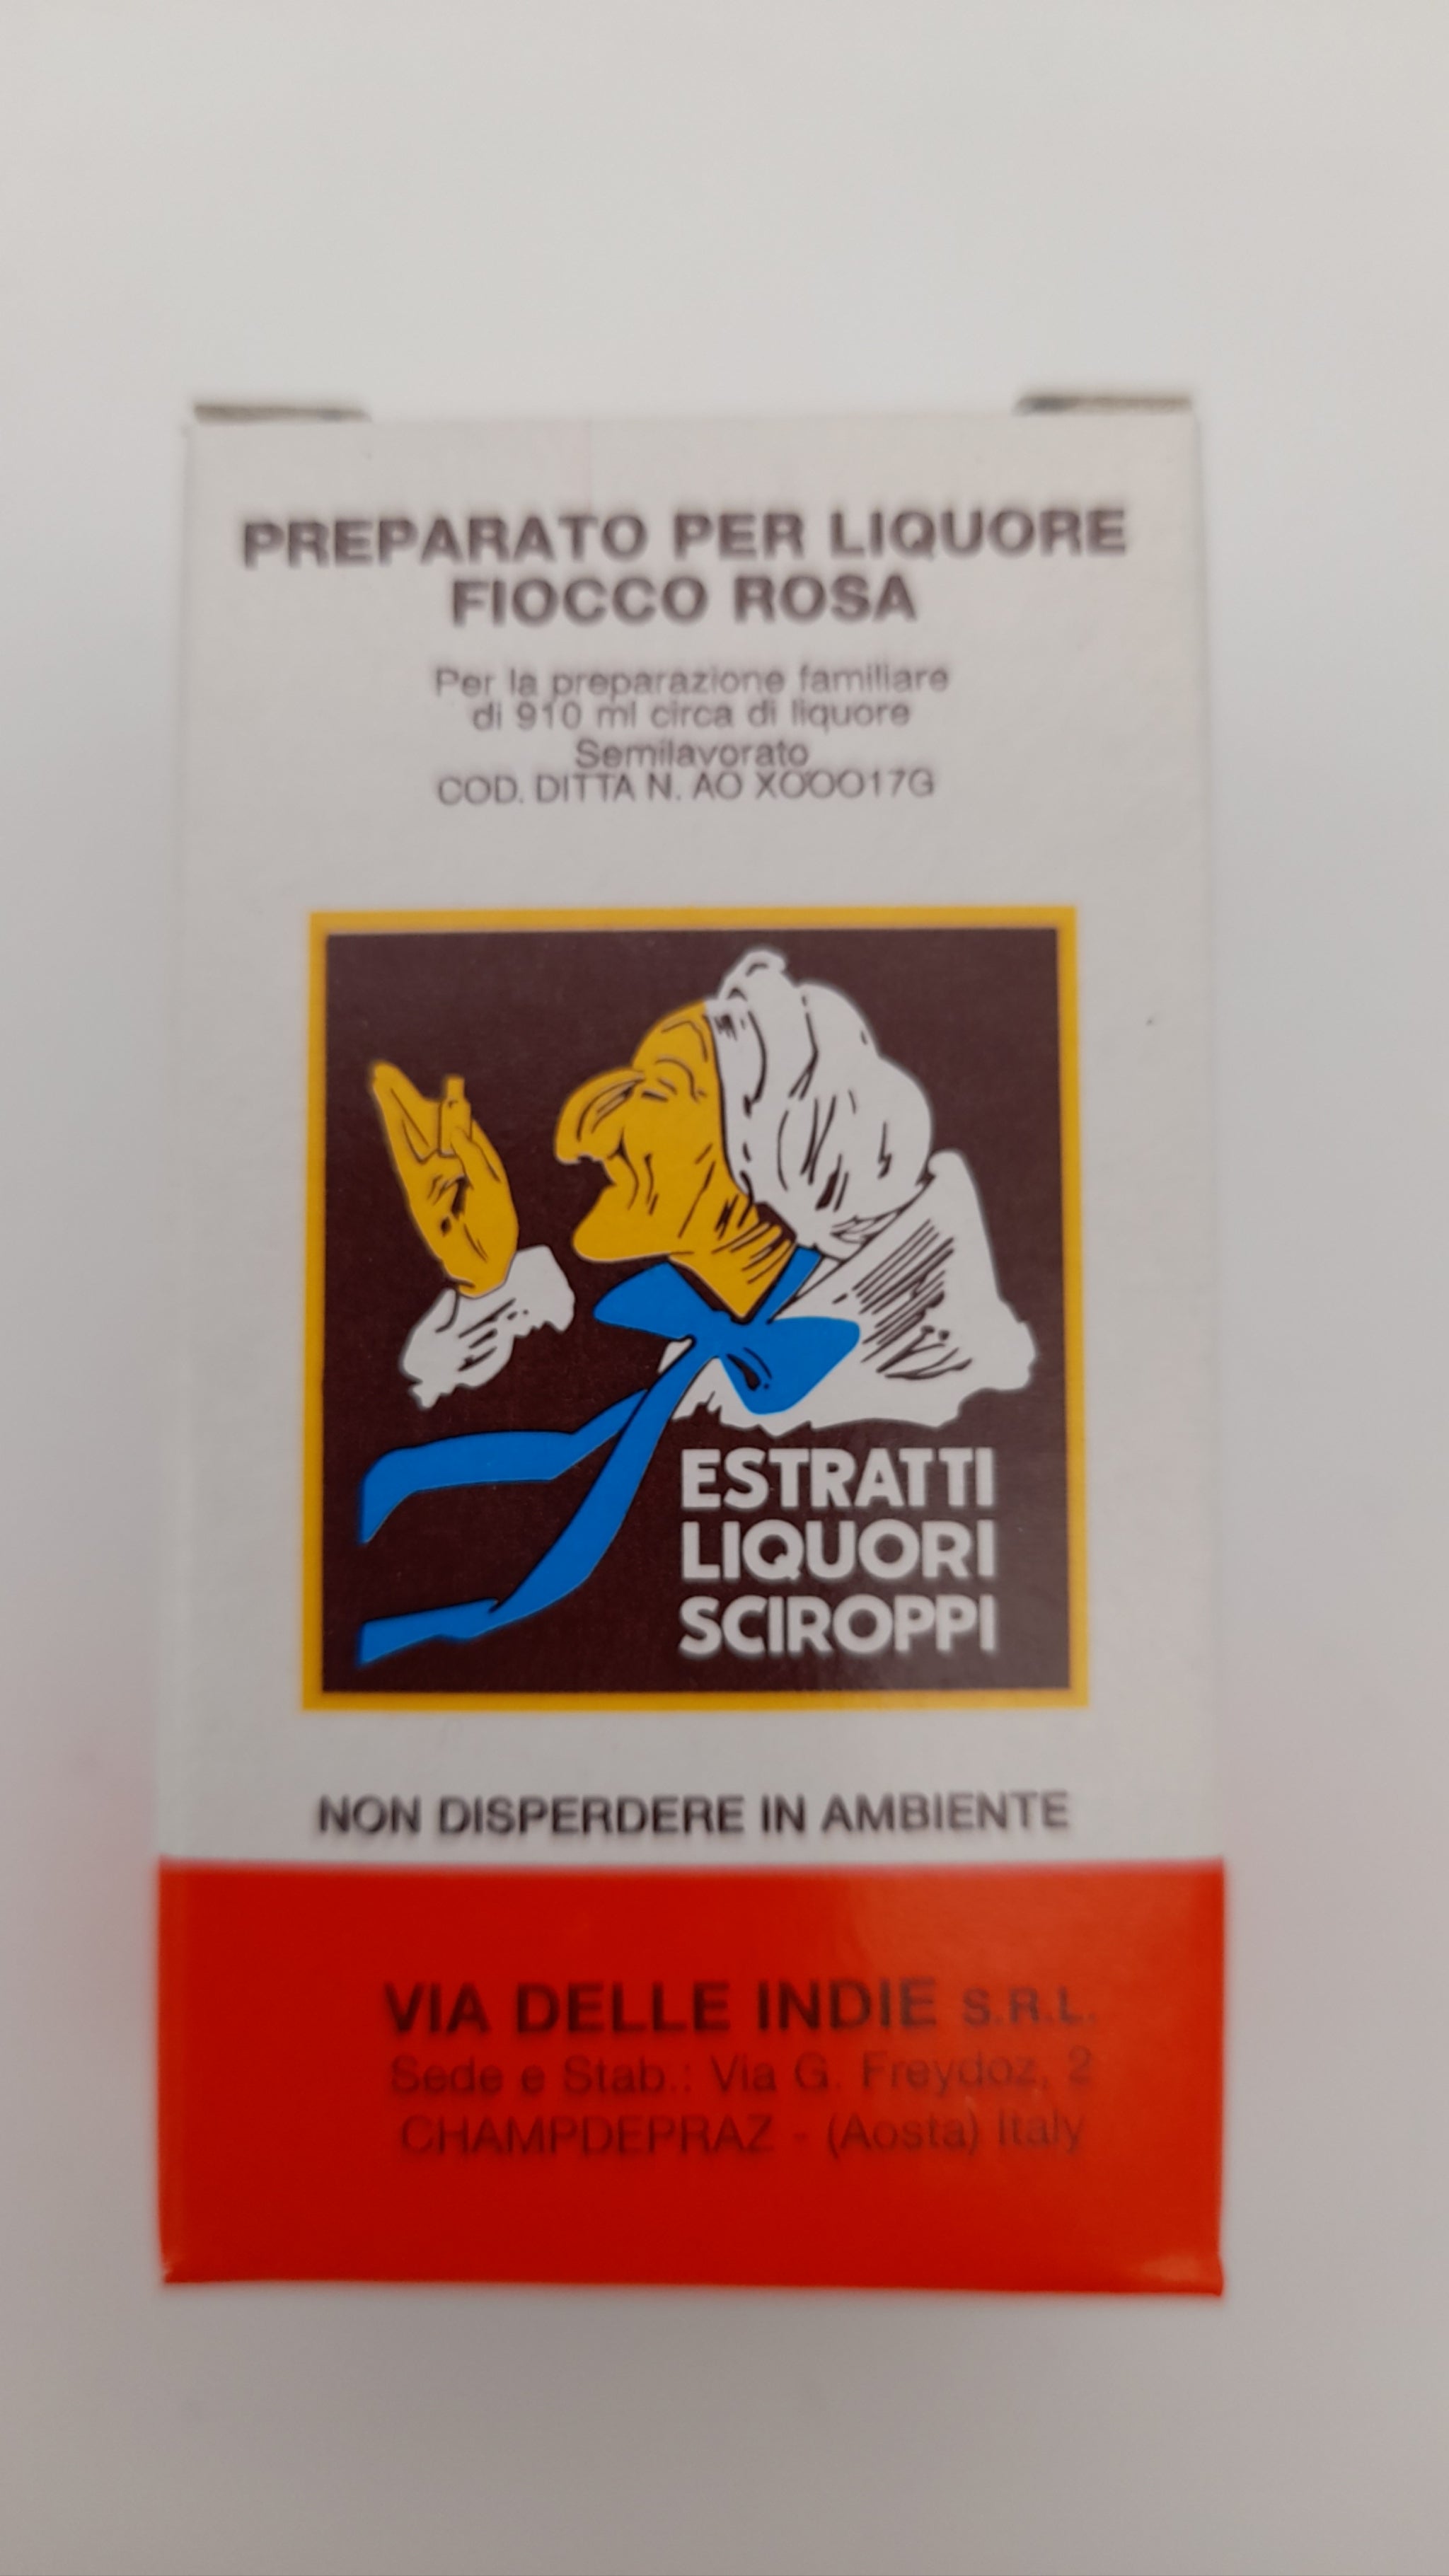 PREPARATO PER LIQUORE
FIOCCO ROSA
Per la preparazione familiare
di 910 ml circa di liquore
Semilavorato
COD. DITTA N. AO XOOO17G
ESTRATTI
LIQUORI
SCIROPPI
NON DISPERDERE IN AMBIENTE
VIA DELLE INDIE S.R.L.
Sede e Stab.: Via G. Freydoz, 2
CHAMPDEPRAZ - (Aosta) Italy